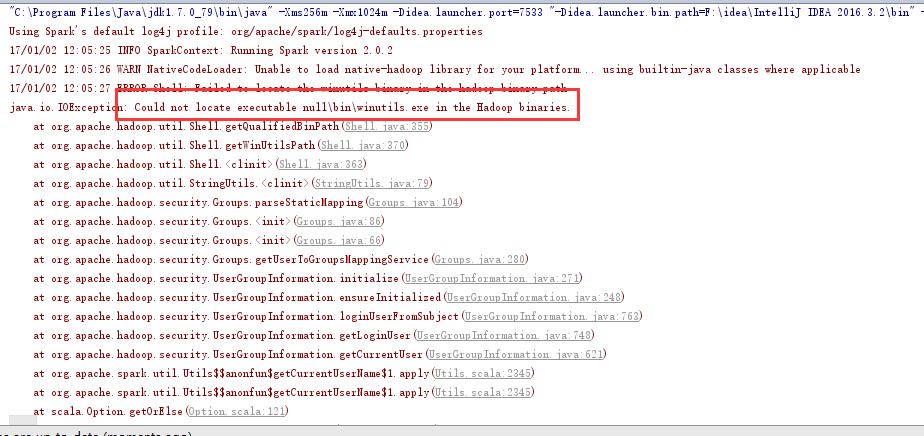 "C:\Program Files\Java\jdk1.7.0_79\bin\java" -Xms256m -Xmx1024m -Didea.launcher.port=7533 "-Didea.launcher.bin.path=F:\idea\IntelliJ IDEA 2016.3.2\bin" -
Using Spark's default log4j profile: org/apache/spark/log4j-defaults.properties
17/01/02 12:05:25 INFO SparkContext: Running Spark version 2.0.2
17/01/02 12:05:26 WARN NativeCodeLoader: Unable to load native-hadoop library for your platform... using builtin-java classes where applicable
17/01/02 12:05:27 ERROR Shell: Failed to locate the winutils binary in the hadoop binary path
java.io.IOException: Could not locate executable null\bin\winutils.exe in the Hadoop binaries.
at org.apache.hadoop.util.Shell.getQualifiedBinPath(Shell.java:355)
at org.apache.hadoop.util.Shell.getWinUtilsPath(Shell.java:370)
at org.apache.hadoop.util.Shell.<clinit>(Shell.java:363)
at org.apache.hadoop.util.StringUtils.<clinit>(StringUtils.java:79)
at org.apache.hadoop.security.Groups.parseStaticMapping(Groups.java:104)
at org.apache.hadoop.security.Groups.<init>(Groups.java:86)
at org.apache.hadoop.security.Groups.<init>(Groups.java:66)
at org.apache.hadoop.security.Groups.getUserToGroupsMappingService(Groups.java:280)
at org.apache.hadoop.security.UserGroupInformation.initialize(UserGroupInformation.java:271)
at org.apache.hadoop.security.UserGroupInformation.ensureInitialized(UserGroupInformation.java:248)
at org.apache.hadoop.security.UserGroupInformation.loginUserFromSubject(UserGroupInformation.java:763)
at org.apache.hadoop.security.UserGroupInformation.getLoginUser(UserGroupInformation.java:748)
at org.apache.hadoop.security.UserGroupInformation.getCurrentUser(UserGroupInformation.java:621)
at org.apache.spark.util.Utils$$anonfun$getCurrentUserName$1.apply(Utils.scala:2345)
at org.apache.spark.util.Utils$$anonfun$getCurrentUserName$1.apply(Utils.scala:2345)
at scala.Option.getOrElse(Option.scala:121)